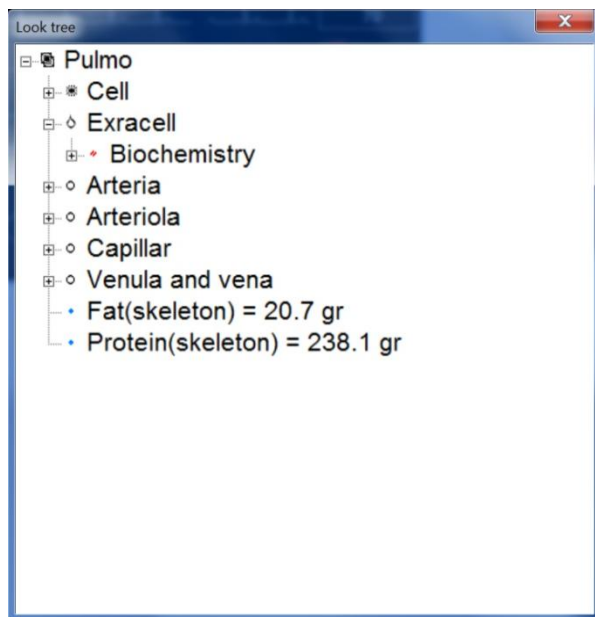 Look tree
Pulmo
Cell
Exracell
Biochemistry
Arteria
Arteriola
Capillar
Venula and vena
Fat(skeleton) = 20.7 gr
Protein(skeleton) = 238.1 gr